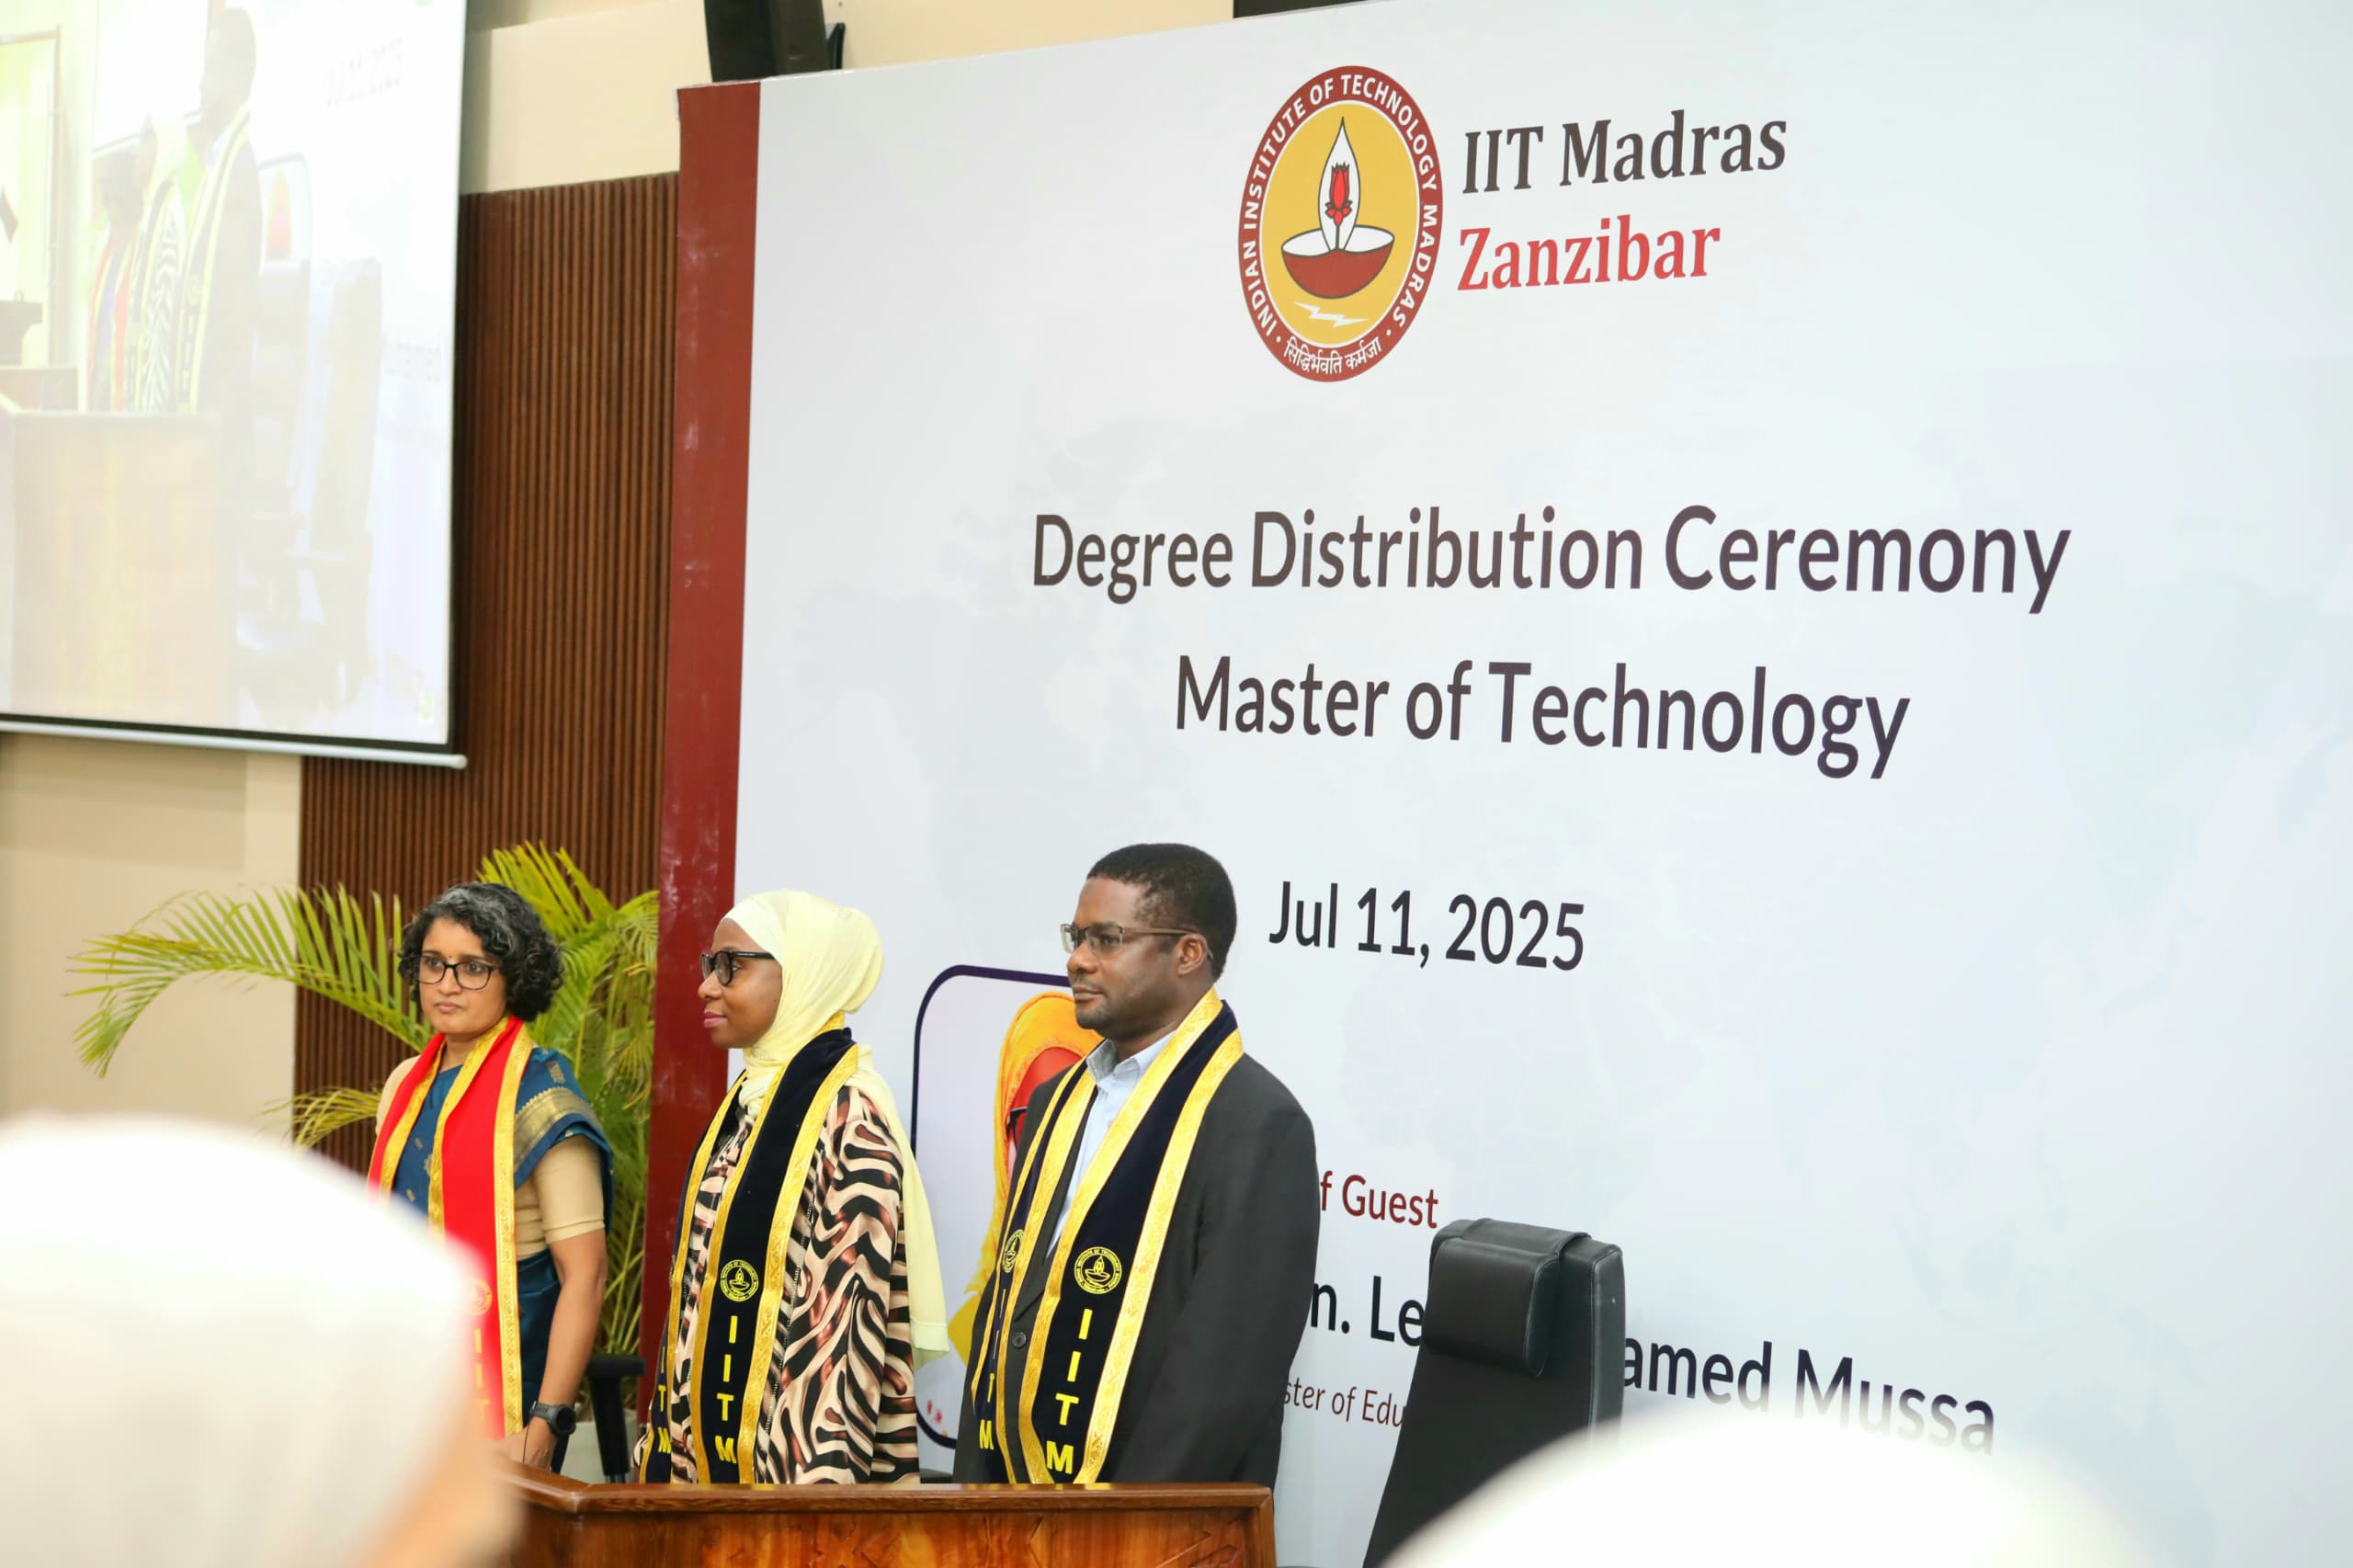 INDIAN INSTITUTE OF TECHNOLOGY MADRAS
सिद्धिर्भवति कर्मजा
IIT Madras
Zanzibar
Degree Distribution Ceremony
Master of Technology
Jul 11, 2025
f Guest
n. Le amed Mussa
ster of Edu
IITM
IITM
T M
I T M
I I T